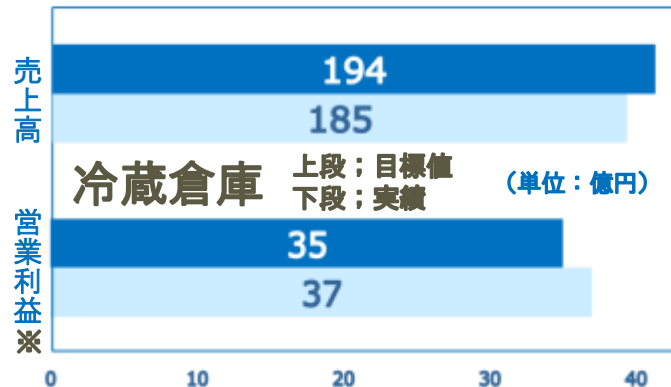 売上高
194
185
冷蔵倉庫
上段;目標値
下段;実績
(単位:億円)
営業利益※
35
37
0 10 20 30 40